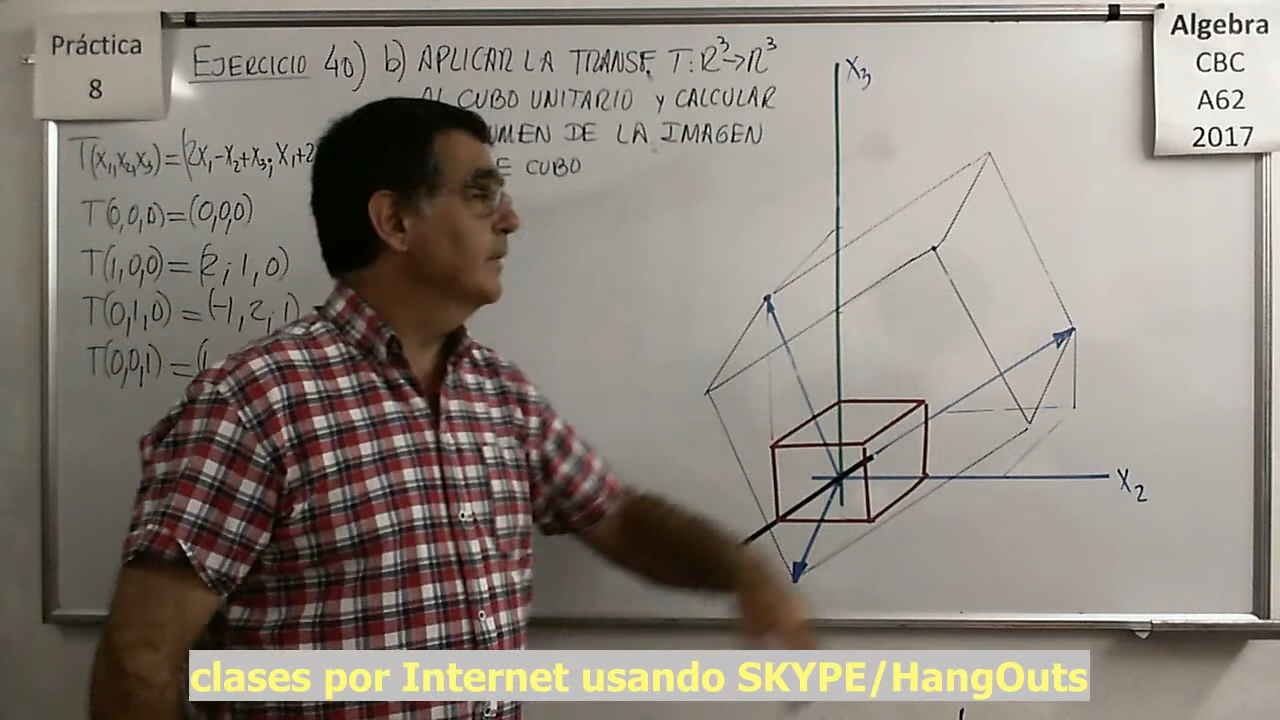 Práctica
8
EJERCICIO 40) b) APLICAR LA TRANSF. T: R³→R³
AL CUBO UNITARIO Y CALCULAR
DE LA IMAGEN
CUBO
T(x₁,x₂,x₃)=(2x₁-x₂+x₃; x₁+2
T(0,0,0)=(0,0,0)
T(1,0,0)=(2;1,0)
T(0,1,0)=(-1,2;1)
T(0,0,1)=(
x₃
x₂
Algebra
CBC
A62
2017
clases por Internet usando SKYPE/HangOuts